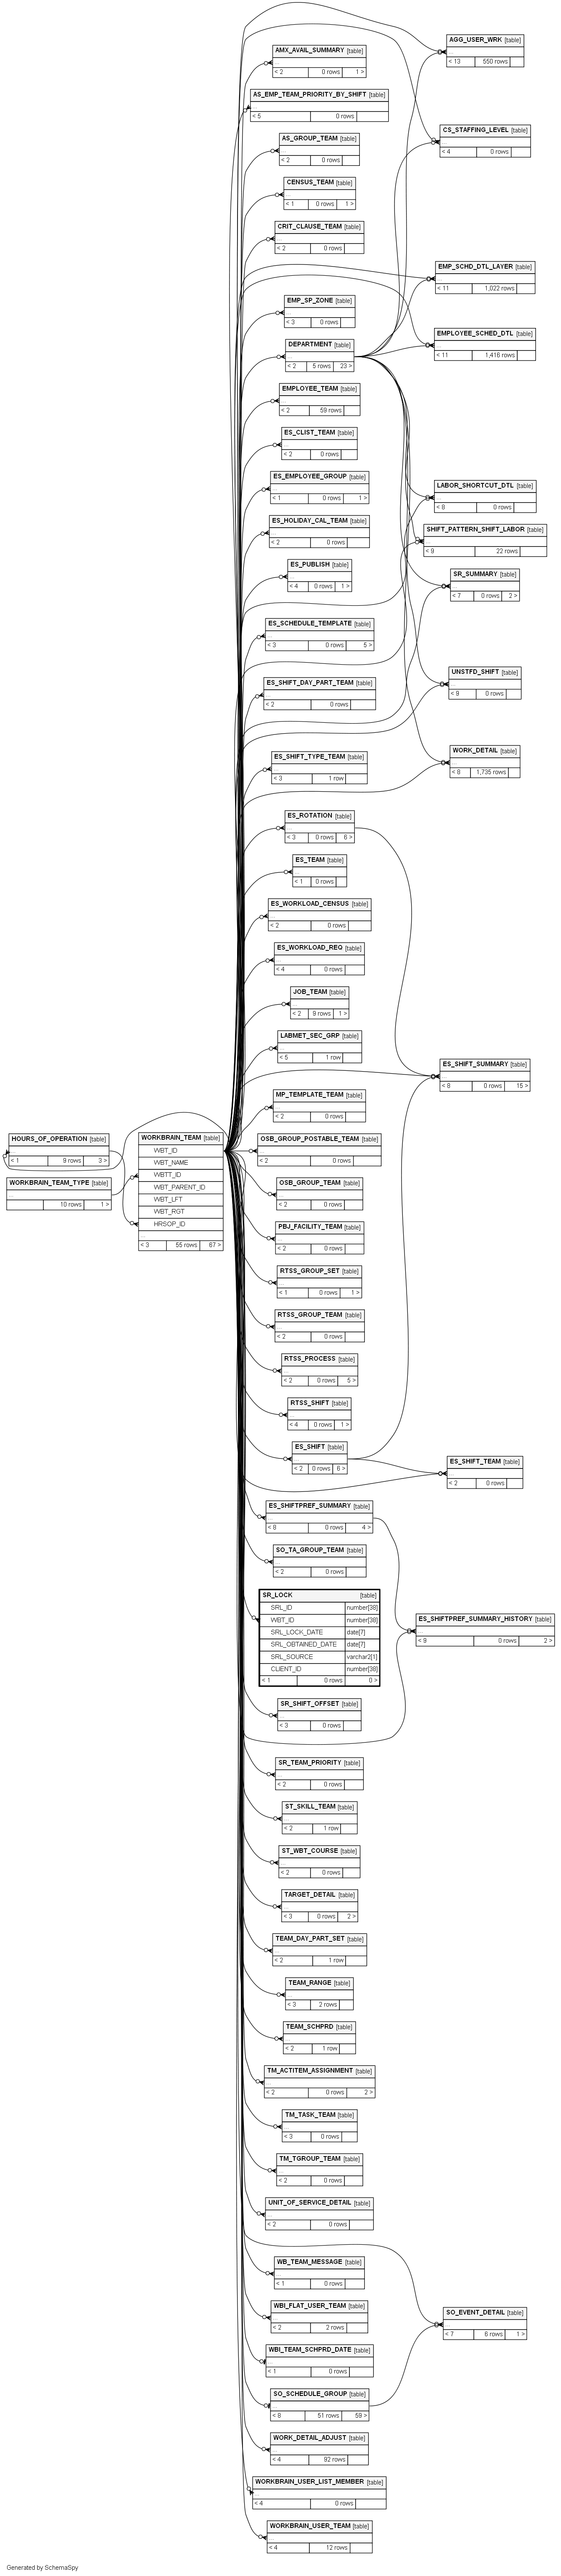 AGG_USER_WRK [table]
...
< 13 550 rows
AMX_AVAIL_SUMMARY [table]
...
< 2 0 rows 1 >
AS_EMP_TEAM_PRIORITY_BY_SHIFT [table]
...
< 5 0 rows
CS_STAFFING_LEVEL [table]
...
< 4 0 rows
AS_GROUP_TEAM [table]
...
< 2 0 rows
CENSUS_TEAM [table]
...
< 1 0 rows 1 >
CRIT_CLAUSE_TEAM [table]
...
< 2 0 rows
EMP_SCHD_DTL_LAYER [table]
...
< 11 1,022 rows
EMP_SP_ZONE [table]
...
< 3 0 rows
EMPLOYEE_SCHED_DTL [table]
...
< 11 1,416 rows
DEPARTMENT [table]
...
< 2 5 rows 23 >
EMPLOYEE_TEAM [table]
...
< 2 59 rows
ES_CLIST_TEAM [table]
...
< 2 0 rows
ES_EMPLOYEE_GROUP [table]
...
< 1 0 rows 1 >
LABOR_SHORTCUT_DTL [table]
...
< 8 0 rows
ES_HOLIDAY_CAL_TEAM [table]
...
< 2 0 rows
SHIFT_PATTERN_SHIFT_LABOR [table]
...
< 9 22 rows
ES_PUBLISH [table]
...
< 4 0 rows 1 >
SR_SUMMARY [table]
...
< 7 0 rows 2 >
ES_SCHEDULE_TEMPLATE [table]
...
< 3 0 rows 5 >
ES_SHIFT_DAY_PART_TEAM [table]
...
< 2 0 rows
UNSTFD_SHIFT [table]
...
< 9 0 rows
ES_SHIFT_TYPE_TEAM [table]
...
< 3 1 row
WORK_DETAIL [table]
...
< 8 1,735 rows
ES_ROTATION [table]
...
< 3 0 rows 6 >
ES_TEAM [table]
...
< 1 0 rows
ES_WORKLOAD_CENSUS [table]
...
< 2 0 rows
ES_WORKLOAD_REQ [table]
...
< 4 0 rows
JOB_TEAM [table]
...
< 2 9 rows 1 >
LABMET_SEC_GRP [table]
...
< 5 1 row
ES_SHIFT_SUMMARY [table]
...
< 8 0 rows 15 >
MP_TEMPLATE_TEAM [table]
...
< 2 0 rows
HOURS_OF_OPERATION [table]
...
< 1 9 rows 3 >
WORKBRAIN_TEAM_TYPE [table]
...
10 rows 1 >
WORKBRAIN_TEAM [table]
WBT_ID
WBT_NAME
WBTT_ID
WBT_PARENT_ID
WBT_LFT
WBT_RGT
HRSOP_ID
...
< 3 55 rows 67 >
OSB_GROUP_POSTABLE_TEAM [table]
...
< 2 0 rows
OSB_GROUP_TEAM [table]
...
< 2 0 rows
PBJ_FACILITY_TEAM [table]
...
< 2 0 rows
RTSS_GROUP_SET [table]
...
< 1 0 rows 1 >
RTSS_GROUP_TEAM [table]
...
< 2 0 rows
RTSS_PROCESS [table]
...
< 2 0 rows 5 >
RTSS_SHIFT [table]
...
< 4 0 rows 1 >
ES_SHIFT [table]
...
< 2 0 rows 6 >
ES_SHIFT_TEAM [table]
...
< 2 0 rows
ES_SHIFTPREF_SUMMARY [table]
...
< 8 0 rows 4 >
SO_TA_GROUP_TEAM [table]
...
< 2 0 rows
SR_LOCK [table]
SRL_ID number[38]
WBT_ID number[38]
SRL_LOCK_DATE date[7]
SRL_OBTAINED_DATE date[7]
SRL_SOURCE varchar2[1]
CLIENT_ID number[38]
< 1 0 rows 0 >
ES_SHIFTPREF_SUMMARY_HISTORY [table]
...
< 9 0 rows 2 >
SR_SHIFT_OFFSET [table]
...
< 3 0 rows
SR_TEAM_PRIORITY [table]
...
< 2 0 rows
ST_SKILL_TEAM [table]
...
< 2 1 row
ST_WBT_COURSE [table]
...
< 2 0 rows
TARGET_DETAIL [table]
...
< 3 0 rows 2 >
TEAM_DAY_PART_SET [table]
...
< 2 1 row
TEAM_RANGE [table]
...
< 3 2 rows
TEAM_SCHPRD [table]
...
< 2 1 row
TM_ACTITEM_ASSIGNMENT [table]
...
< 2 0 rows 2 >
TM_TASK_TEAM [table]
...
< 3 0 rows
TM_TGROUP_TEAM [table]
...
< 2 0 rows
UNIT_OF_SERVICE_DETAIL [table]
...
< 2 0 rows
WB_TEAM_MESSAGE [table]
...
< 1 0 rows
WBI_FLAT_USER_TEAM [table]
...
< 2 2 rows
SO_EVENT_DETAIL [table]
...
< 7 6 rows 1 >
WBI_TEAM_SCHPRD_DATE [table]
...
< 1 0 rows
SO_SCHEDULE_GROUP [table]
...
< 8 51 rows 59 >
WORK_DETAIL_ADJUST [table]
...
< 4 92 rows
WORKBRAIN_USER_LIST_MEMBER [table]
...
< 4 0 rows
WORKBRAIN_USER_TEAM [table]
...
< 4 12 rows
Generated by SchemaSpy